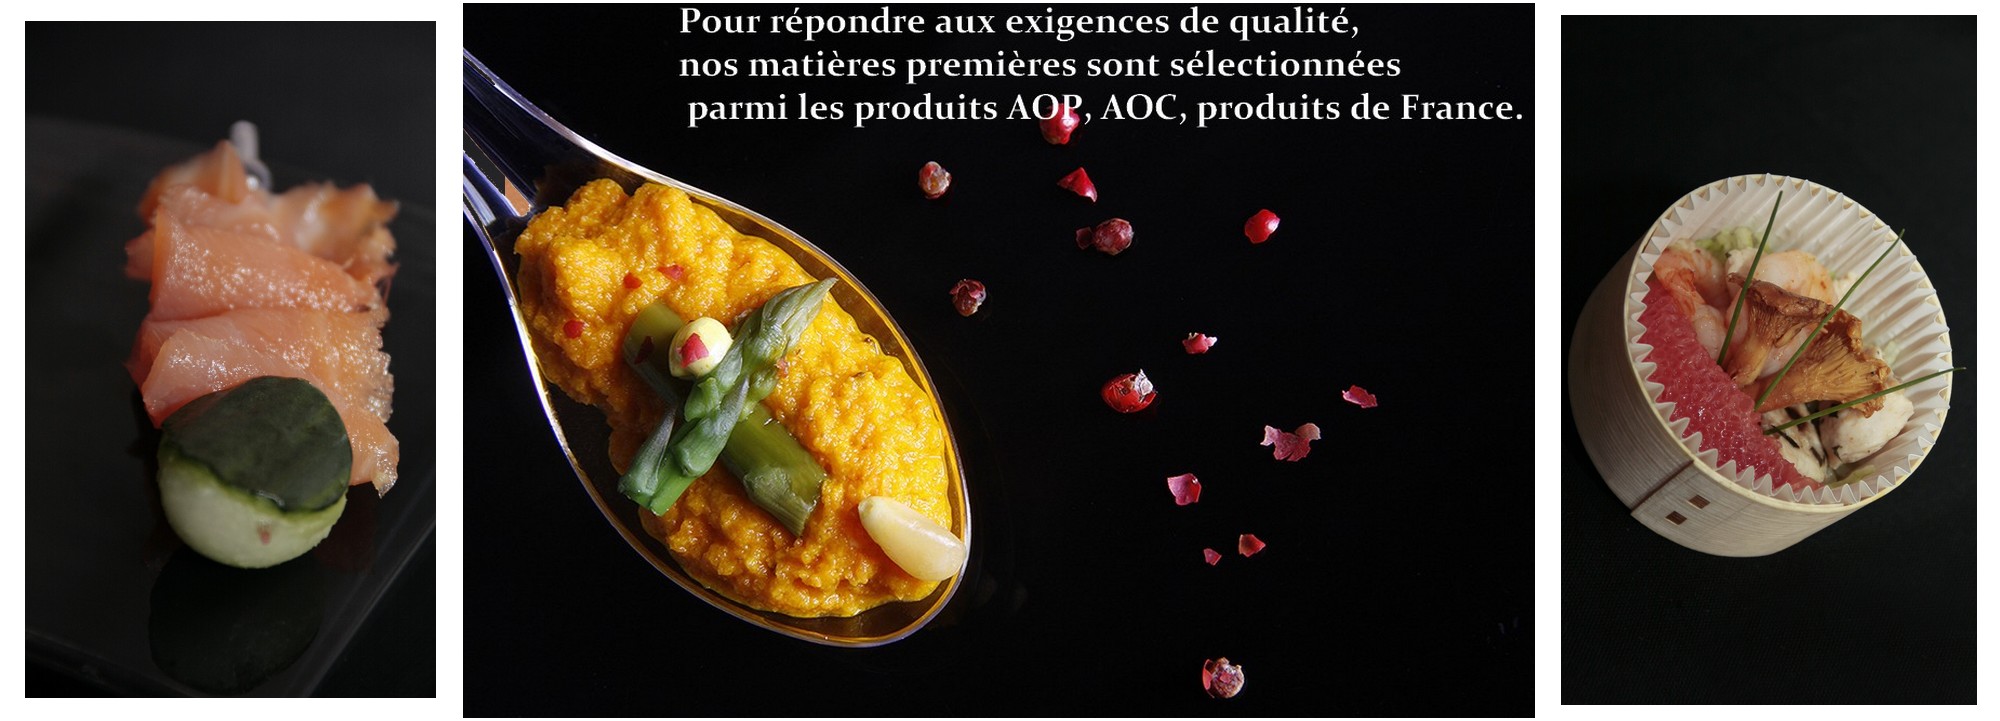 Pour répondre aux exigences de qualité,
nos matières premières sont sélectionnées
parmi les produits AOP, AOC, produits de France.